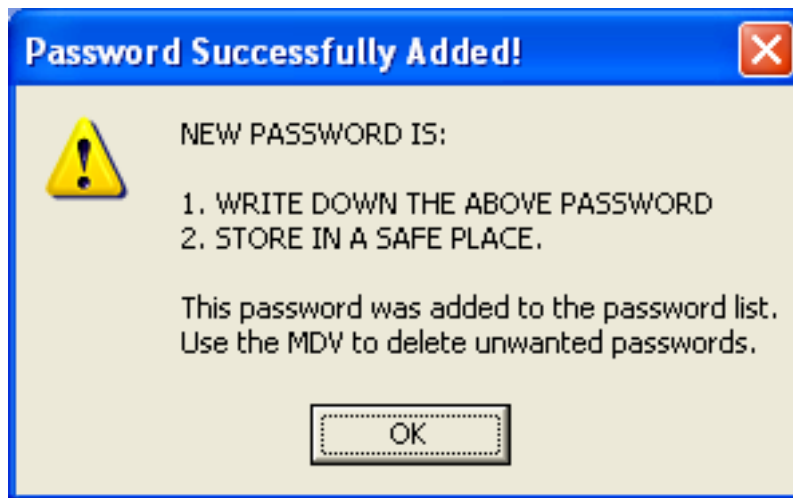 Password Successfully Added!
NEW PASSWORD IS:
1. WRITE DOWN THE ABOVE PASSWORD
2. STORE IN A SAFE PLACE.
This password was added to the password list.
Use the MDV to delete unwanted passwords.
OK